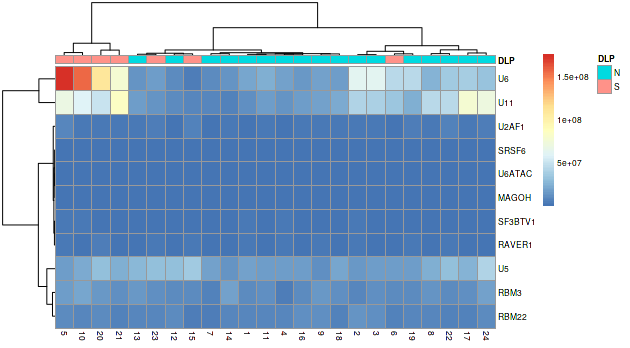 DLP
DLP
U6
N
1.5e+08
S
U11
1e+08
U2AF1
SRSF6
5e+07
U6ATAC
MAGOH
SF3BTV1
RAVER1
U5
RBM3
RBM22
5 10 20 21 13 23 12 15 7 14 1 11 4 16 9 18 2 3 6 19 8 22 17 24